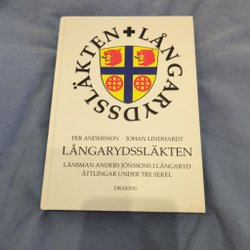 LÅNGARYDSSLÄKTEN
PER ANDERSSON · JOHAN LINDHARDT
LÅNGARYDSSLÄKTEN
LÄNSMAN ANDERS JÖNSSONS I LÅNGARYD
ÄTTLINGAR UNDER TRE SEKEL
DRAKING